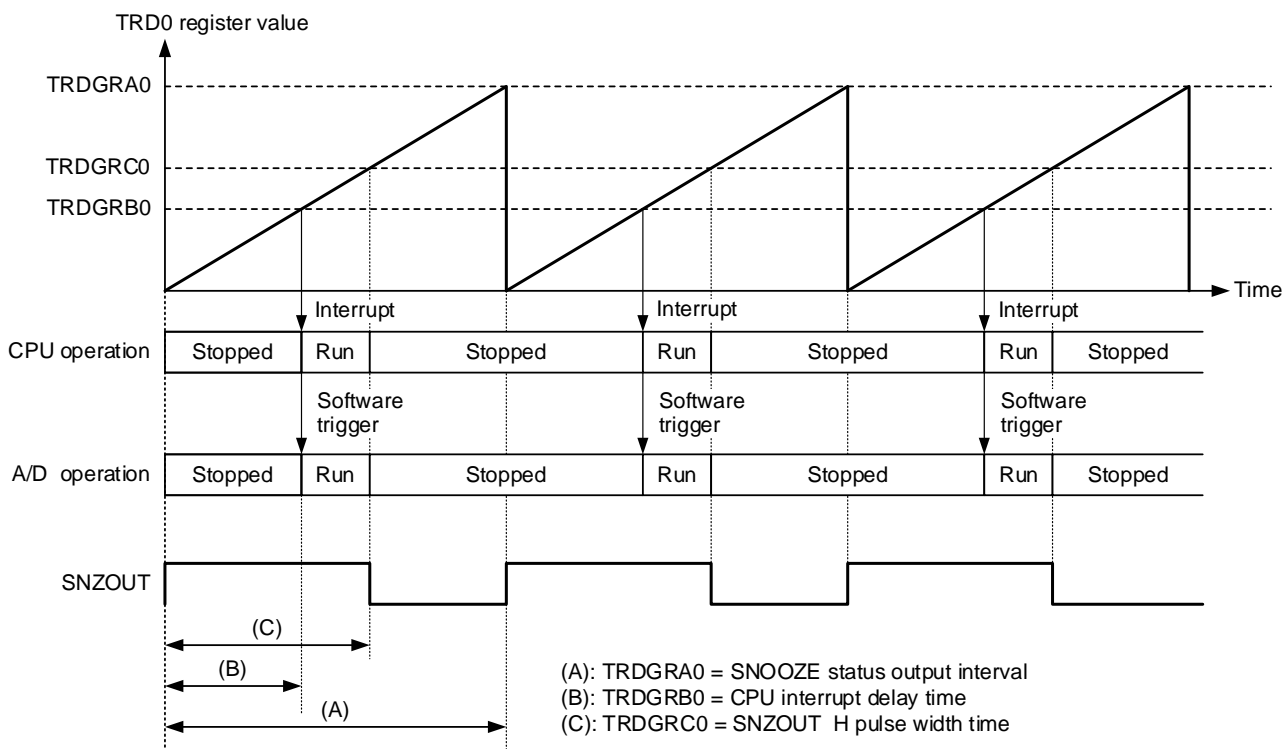 TRD0 register value
TRDGRA0
TRDGRC0
TRDGRB0
Time
Interrupt Interrupt Interrupt
CPU operation Stopped Run Stopped Run Stopped Run Stopped
Software trigger
Software trigger
Software trigger
A/D operation Stopped Run Stopped Run Stopped Run Stopped
SNZOUT
(C)
(B)
(A)
(A): TRDGRA0 = SNOOZE status output interval
(B): TRDGRB0 = CPU interrupt delay time
(C): TRDGRC0 = SNZOUT H pulse width time